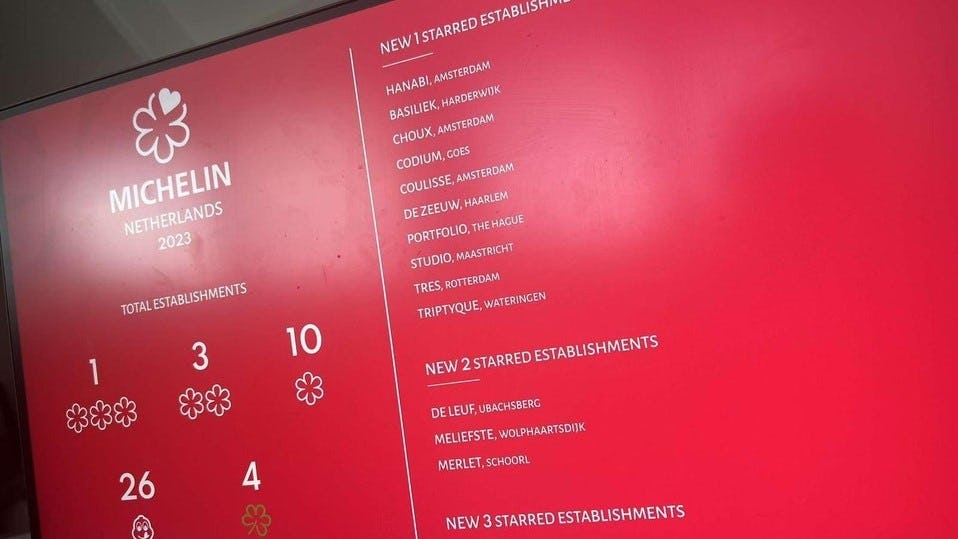 MICHELIN
NETHERLANDS
2023
TOTAL ESTABLISHMENTS
1
3
10
26
4
NEW 1 STARRED ESTABLISHME
HANABI, AMSTERDAM
BASILIEK, HARDERWIJK
CHOUX, AMSTERDAM
CODIUM, GOES
COULISSE, AMSTERDAM
DE ZEEUW, HAARLEM
PORTFOLIO, THE HAGUE
STUDIO, MAASTRICHT
TRES, ROTTERDAM
TRIPTYQUE, WATERINGEN
NEW 2 STARRED ESTABLISHMENTS
DE LEUF, UBACHSBERG
MELIEFSTE, WOLPHAARTSDIJK
MERLET, SCHOORL
NEW 3 STARRED ESTABLISHMENTS